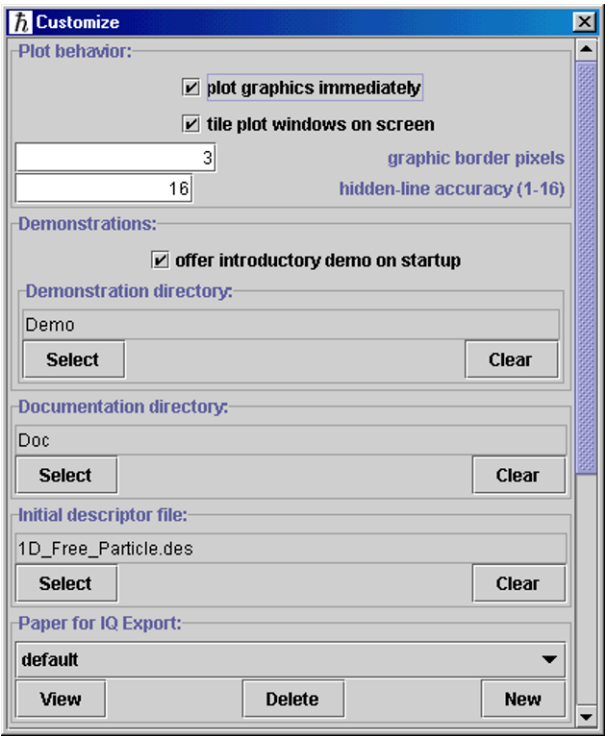 ℏ Customize
Plot behavior:
plot graphics immediately
tile plot windows on screen
3 graphic border pixels
16 hidden-line accuracy (1-16)
Demonstrations:
offer introductory demo on startup
Demonstration directory:
Demo
Select Clear
Documentation directory:
Doc
Select Clear
Initial descriptor file:
1D_Free_Particle.des
Select Clear
Paper for IQ Export:
default
View Delete New